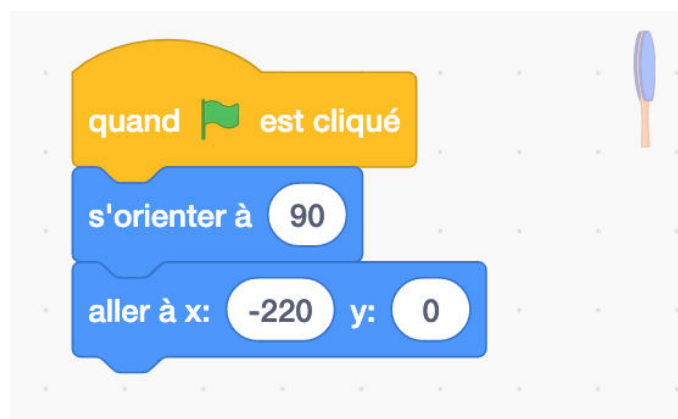 quand est cliqué
s'orienter à 90
aller à x: -220 y: 0